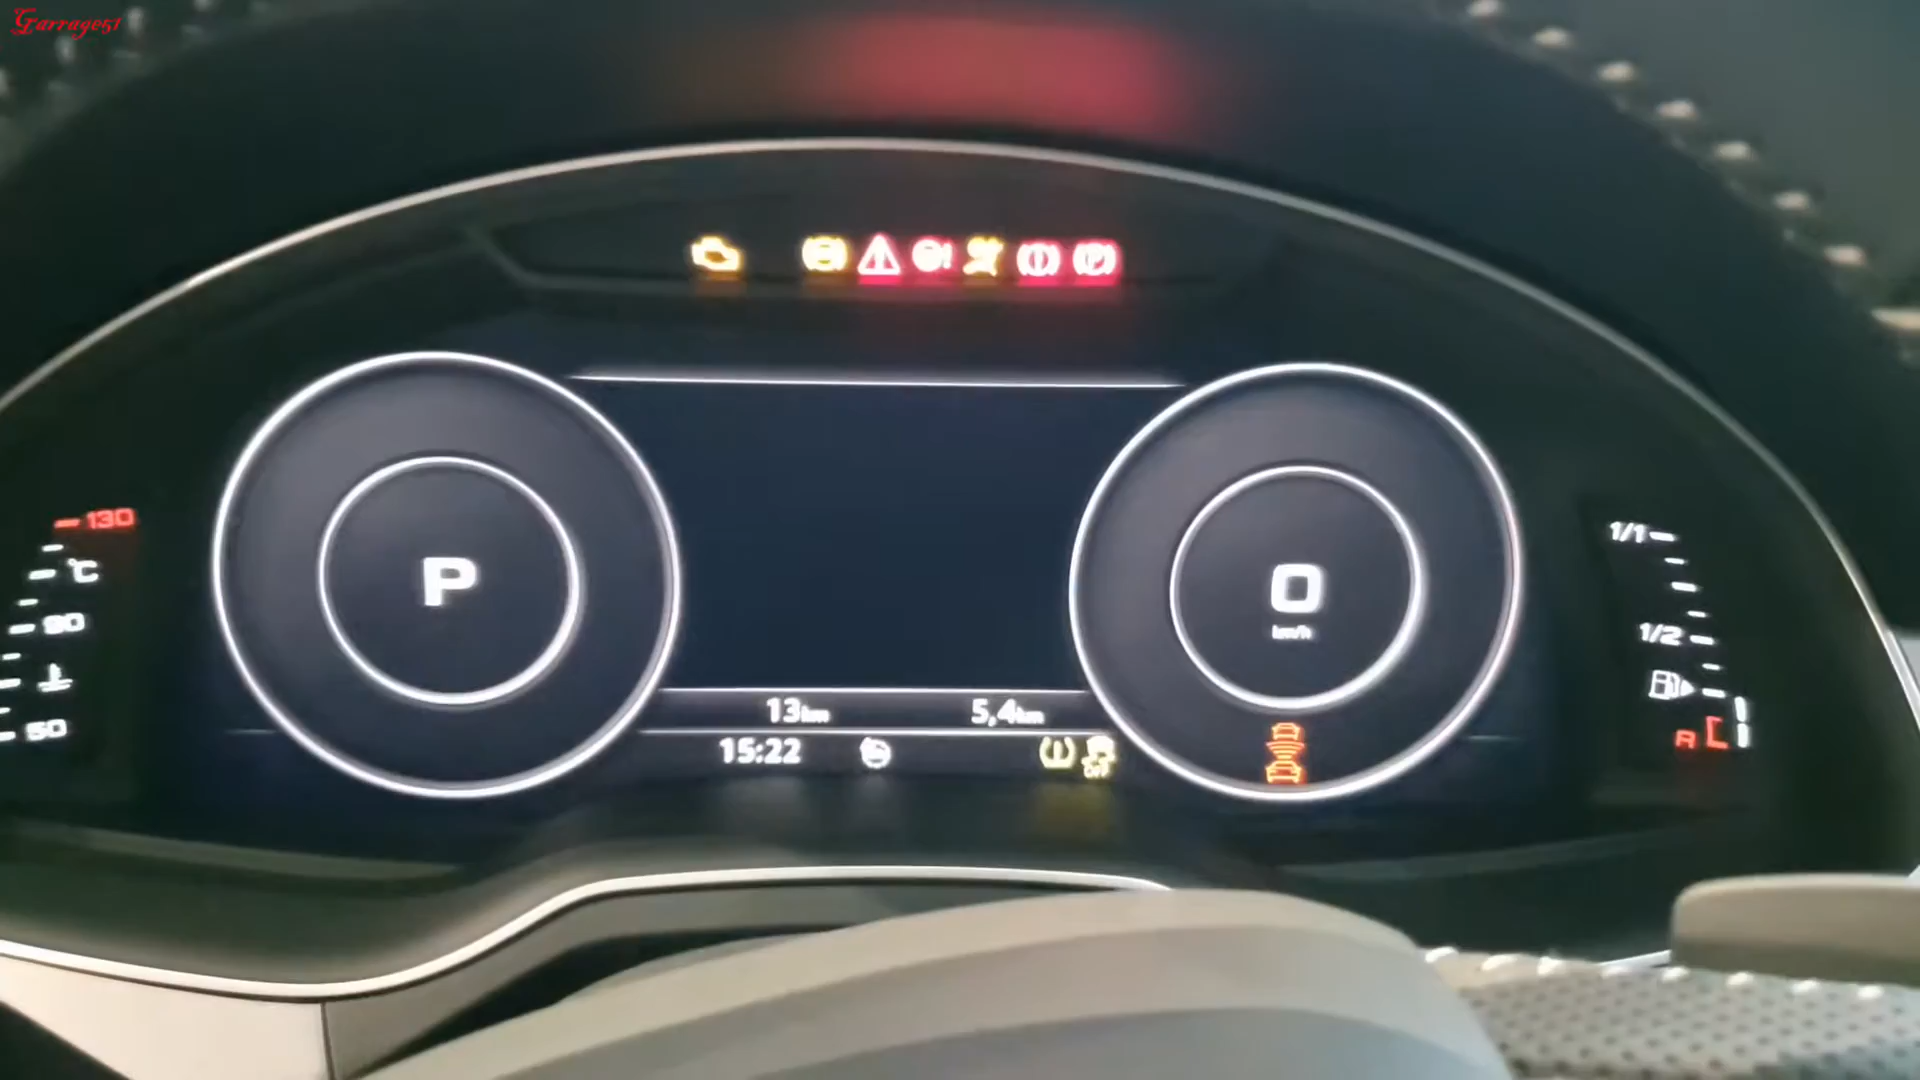 Garrage51
130
°C
90
50
P
0
km/h
13km
5,4km
15:22
OFF
1/1
1/2
R